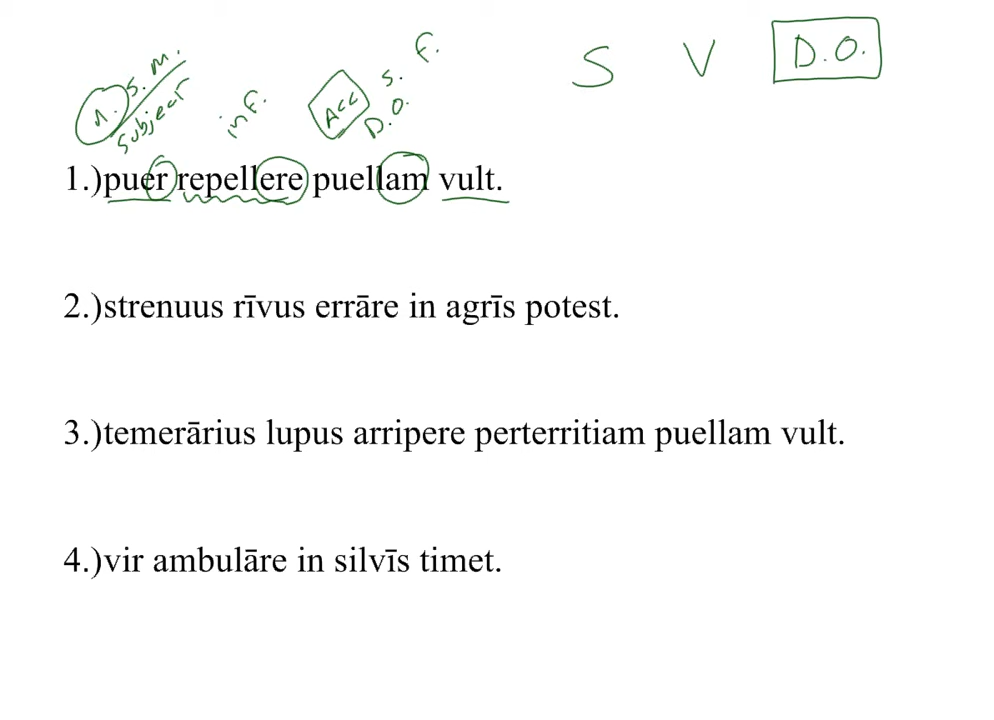 S V D.O.
n. s. m. inf. Acc s. F.
subject D.O.
1.)puer repellere puellam vult.
2.)strenuus rīvus errāre in agrīs potest.
3.)temerārius lupus arripere perterritiam puellam vult.
4.)vir ambulāre in silvīs timet.